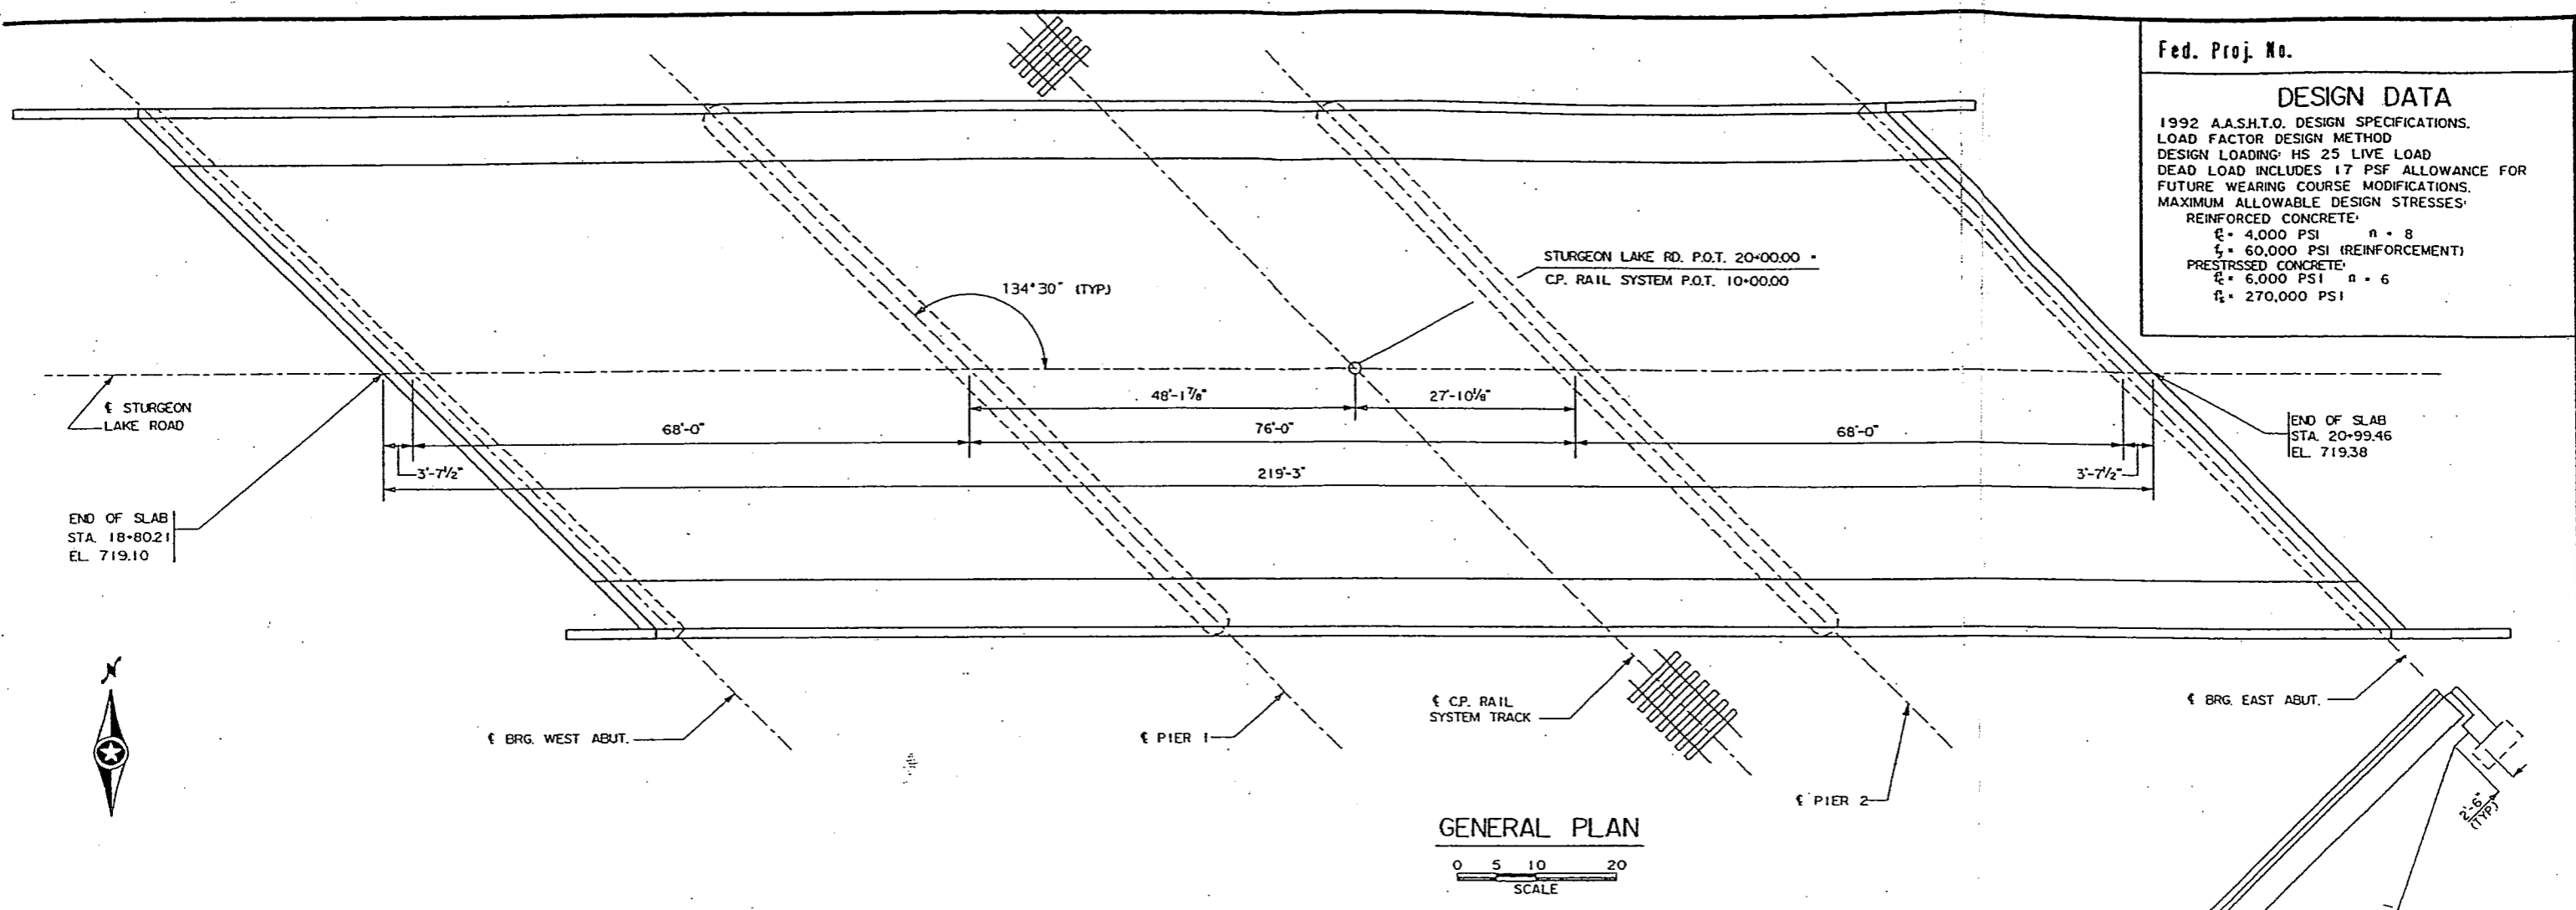 Fed. Proj. No.
DESIGN DATA
1992 A.A.S.H.T.O. DESIGN SPECIFICATIONS.
LOAD FACTOR DESIGN METHOD
DESIGN LOADING: HS 25 LIVE LOAD
DEAD LOAD INCLUDES 17 PSF ALLOWANCE FOR
FUTURE WEARING COURSE MODIFICATIONS.
MAXIMUM ALLOWABLE DESIGN STRESSES:
REINFORCED CONCRETE:
f'c = 4,000 PSI n = 8
fy = 60,000 PSI (REINFORCEMENT)
PRESTRSSED CONCRETE:
f'c = 6,000 PSI n = 6
f's = 270,000 PSI
STURGEON LAKE RD. P.O.T. 20+00.00 =
C.P. RAIL SYSTEM P.O.T. 10+00.00
134°30" (TYP.)
℄ STURGEON
LAKE ROAD
48'-1 7/8"
27'-10 1/8"
68'-0"
76'-0"
68'-0"
3'-7 1/2"
219'-3"
3'-7 1/2"
END OF SLAB
STA. 20+99.46
EL. 719.38
END OF SLAB
STA. 18+80.21
EL. 719.10
N
℄ BRG. WEST ABUT.
℄ PIER 1
℄ C.P. RAIL
SYSTEM TRACK
℄ PIER 2
℄ BRG. EAST ABUT.
2'-6"
(TYP.)
GENERAL PLAN
0 5 10 20
SCALE